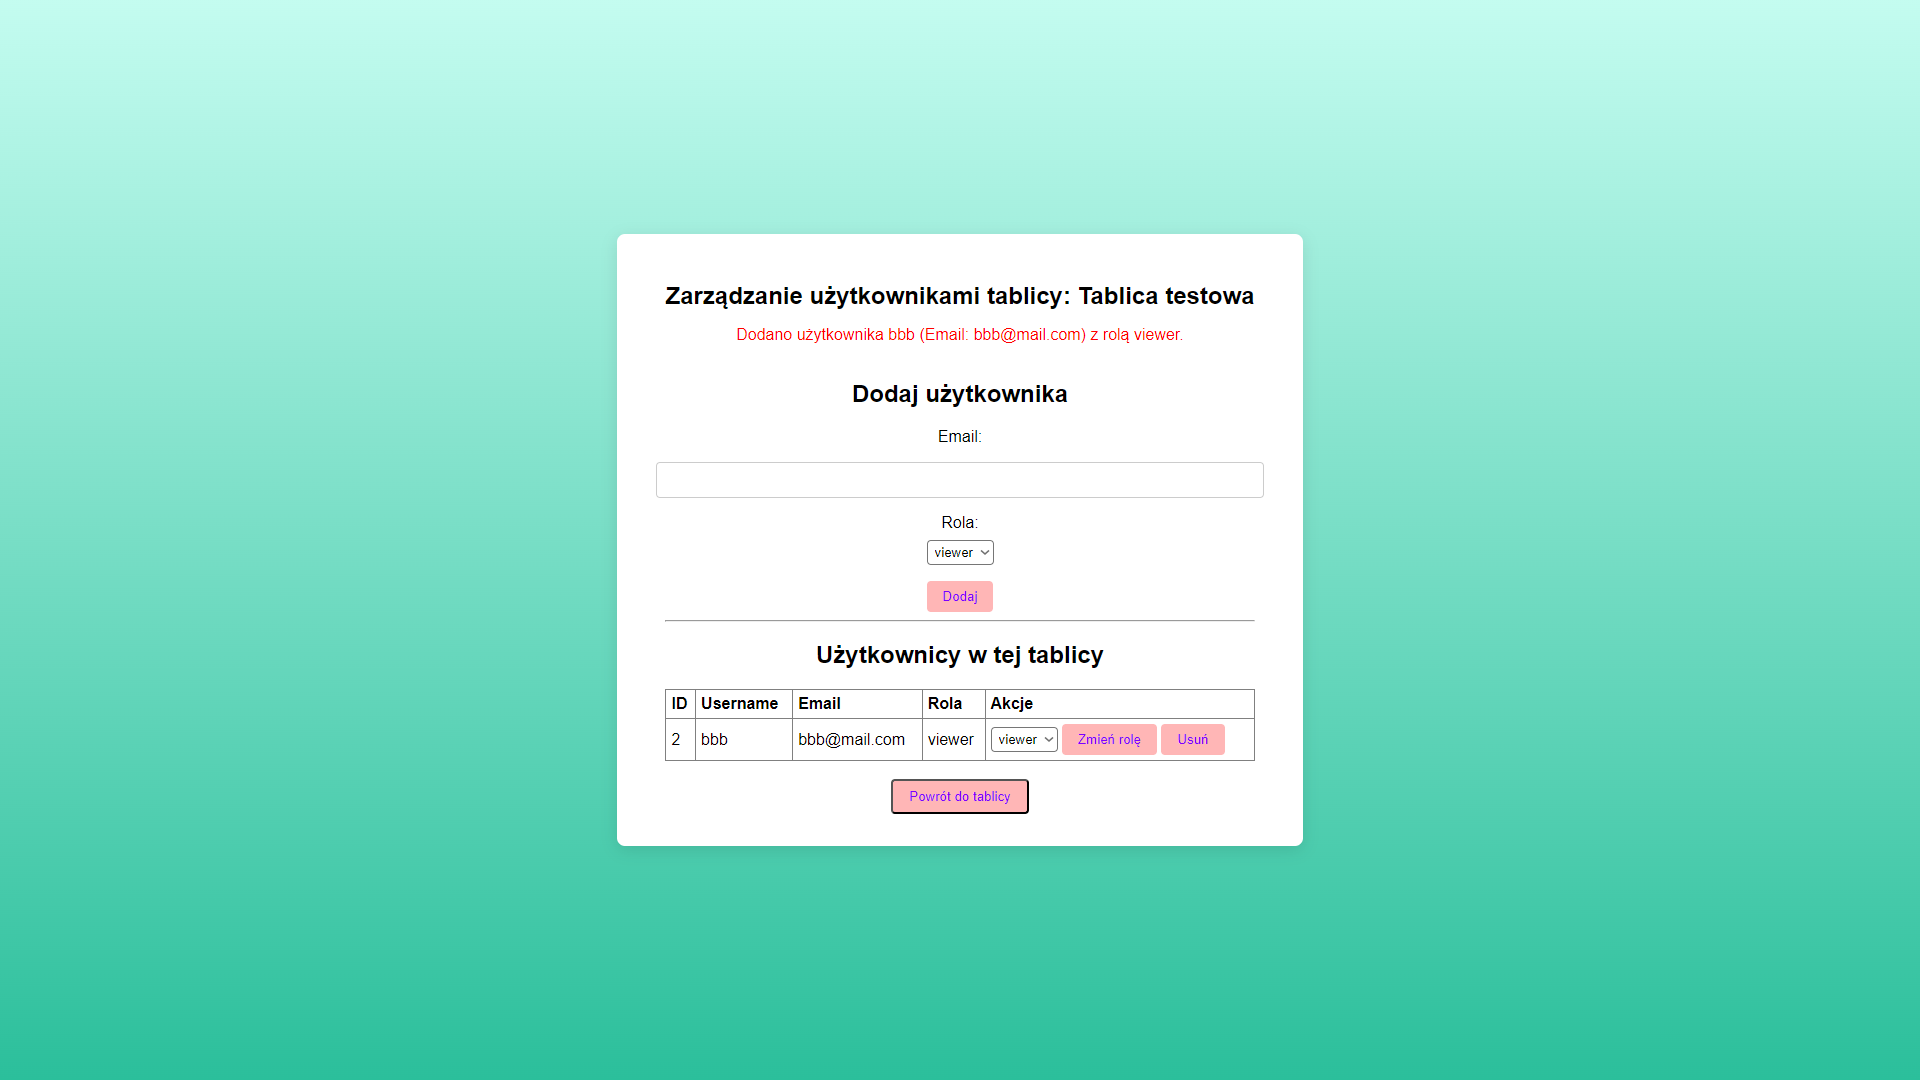 Zarządzanie użytkownikami tablicy: Tablica testowa
Dodano użytkownika bbb (Email: bbb@mail.com) z rolą viewer.
Dodaj użytkownika
Email:
Rola:
viewer
Dodaj
Użytkownicy w tej tablicy
ID Username Email Rola Akcje
2 bbb bbb@mail.com viewer viewer Zmień rolę Usuń
Powrót do tablicy